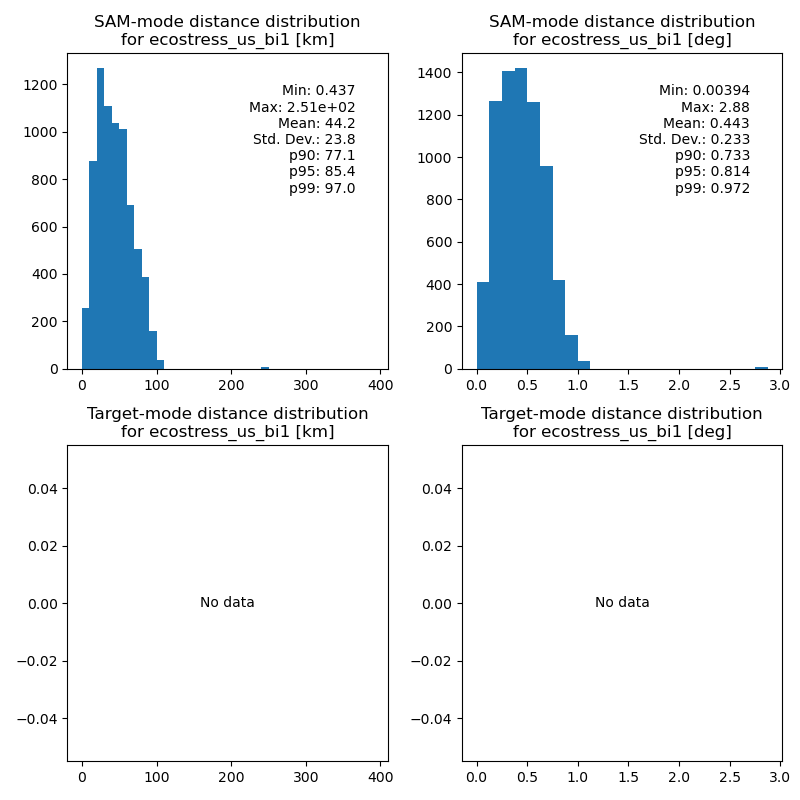 SAM-mode distance distribution
for ecostress_us_bi1 [km]
Min: 0.437
Max: 2.51e+02
Mean: 44.2
Std. Dev.: 23.8
p90: 77.1
p95: 85.4
p99: 97.0
1200
1000
800
600
400
200
0
0 100 200 300 400
SAM-mode distance distribution
for ecostress_us_bi1 [deg]
Min: 0.00394
Max: 2.88
Mean: 0.443
Std. Dev.: 0.233
p90: 0.733
p95: 0.814
p99: 0.972
1400
1200
1000
800
600
400
200
0
0.0 0.5 1.0 1.5 2.0 2.5 3.0
Target-mode distance distribution
for ecostress_us_bi1 [km]
0.04
0.02
0.00
−0.02
−0.04
No data
0 100 200 300 400
Target-mode distance distribution
for ecostress_us_bi1 [deg]
0.04
0.02
0.00
−0.02
−0.04
No data
0.0 0.5 1.0 1.5 2.0 2.5 3.0